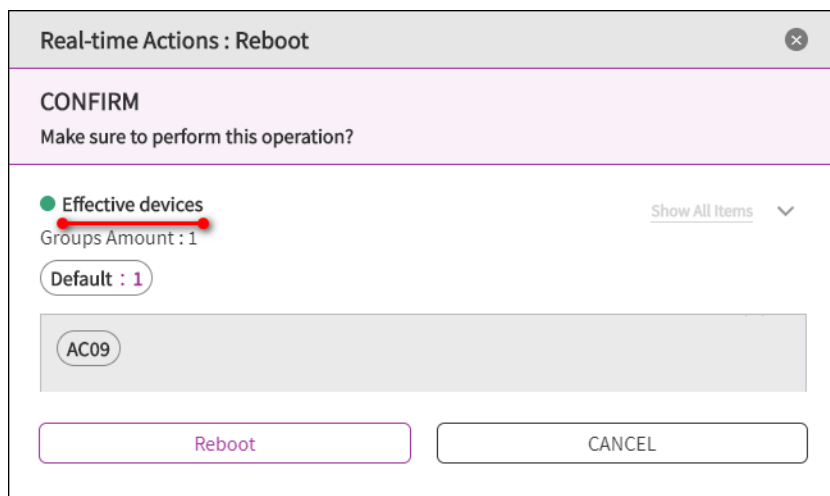 Real-time Actions : Reboot
CONFIRM
Make sure to perform this operation?
Effective devices
Show All Items
Groups Amount : 1
Default : 1
AC09
Reboot
CANCEL